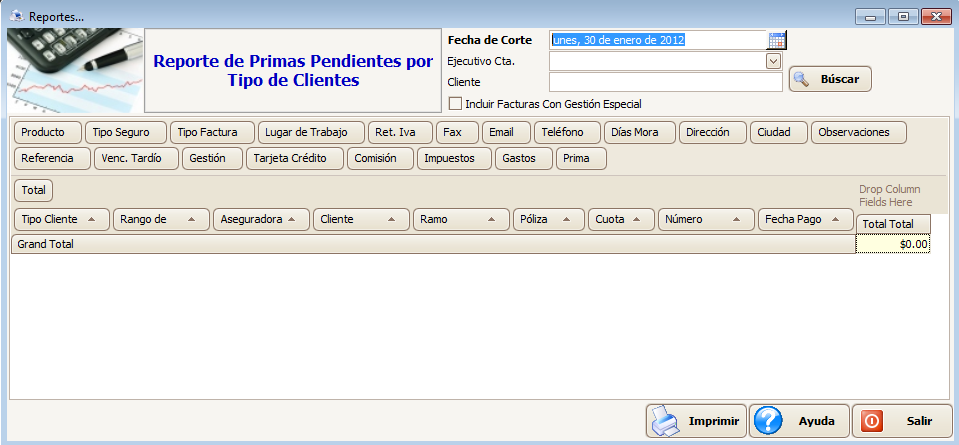 Reportes...
Reporte de Primas Pendientes por
Tipo de Clientes
Fecha de Corte unes, 30 de enero de 2012
Ejecutivo Cta.
Cliente
Búscar
Incluir Facturas Con Gestión Especial
Producto Tipo Seguro Tipo Factura Lugar de Trabajo Ret. Iva Fax Email Teléfono Días Mora Dirección Ciudad Observaciones
Referencia Venc. Tardío Gestión Tarjeta Crédito Comisión Impuestos Gastos Prima
Total
Drop Column
Fields Here
Tipo Cliente Rango de Aseguradora Cliente Ramo Póliza Cuota Número Fecha Pago Total Total
Grand Total $0.00
Imprimir Ayuda Salir